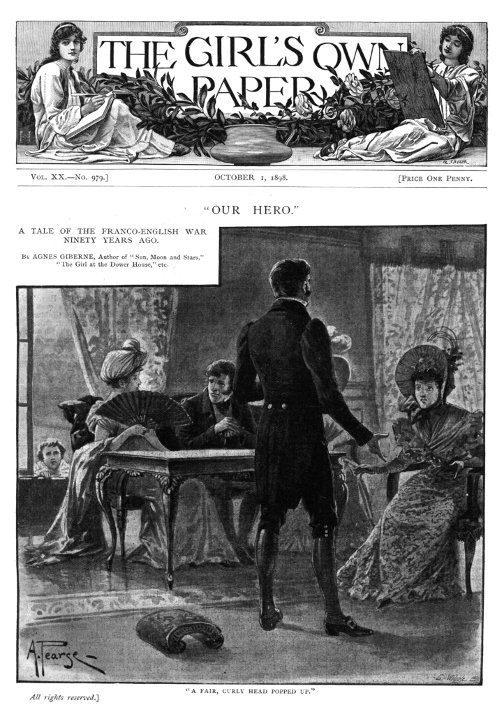 THE GIRL'S OWN
PAPER
VOL. XX.—No. 979.] OCTOBER 1, 1898. [PRICE ONE PENNY.
"OUR HERO."
A TALE OF THE FRANCO-ENGLISH WAR
NINETY YEARS AGO.
BY AGNES GIBERNE, Author of "Sun, Moon and Stars,"
"The Girl at the Dower House," etc.
A. Pearse
All rights reserved.]
"A FAIR, CURLY HEAD POPPED UP."